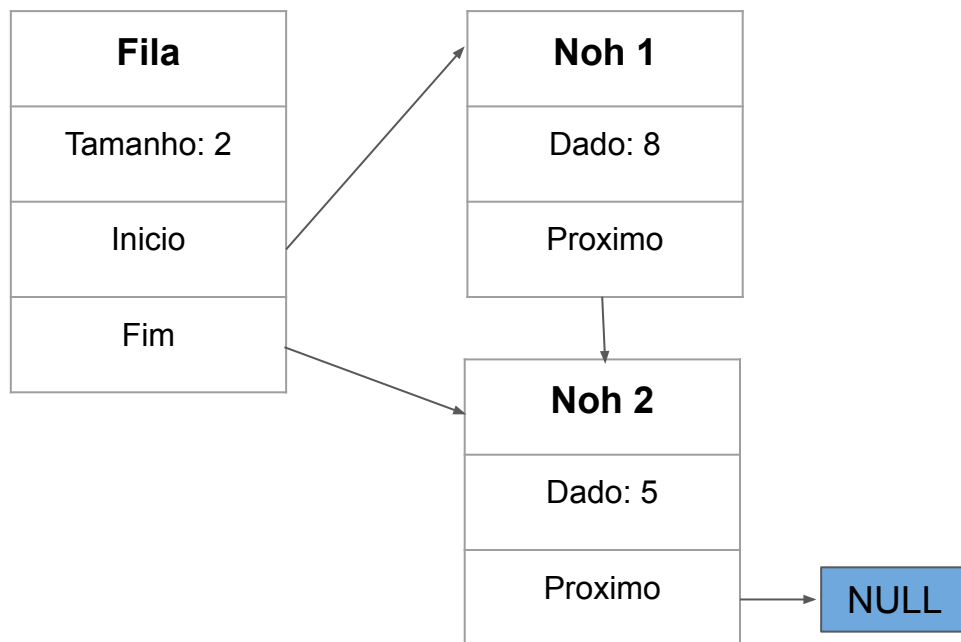 Fila
Tamanho: 2
Inicio
Fim
Noh 1
Dado: 8
Proximo
Noh 2
Dado: 5
Proximo
NULL